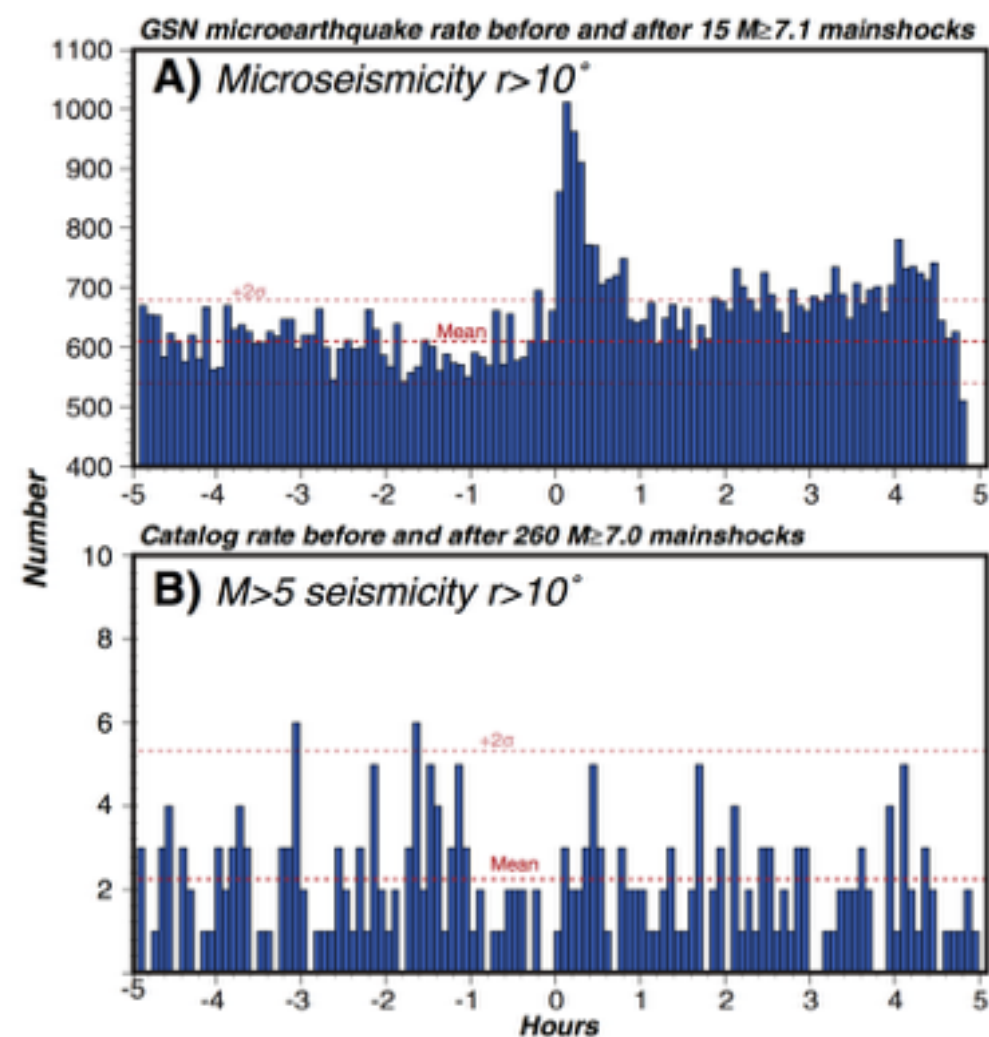 GSN microearthquake rate before and after 15 M≥7.1 mainshocks
A) Microseismicity r>10°
1100
1000
900
800
700
600
500
400
+2σ
Mean
-5 -4 -3 -2 -1 0 1 2 3 4 5
Number
Catalog rate before and after 260 M≥7.0 mainshocks
B) M>5 seismicity r>10°
10
8
6
4
2
+2σ
Mean
-5 -4 -3 -2 -1 0 1 2 3 4 5
Hours